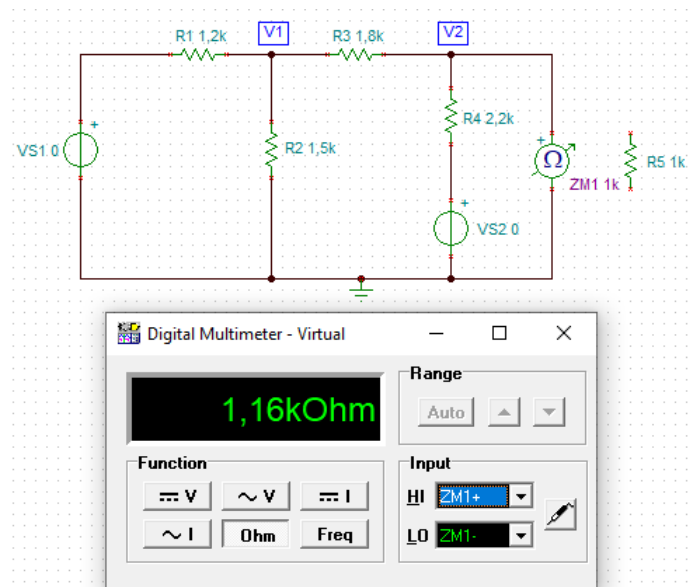 R1 1,2k
V1
R3 1,8k
V2
R4 2,2k
+
VS1 0
R2 1,5k
+
Ω
R5 1k
ZM1 1k
+
VS2 0
Digital Multimeter - Virtual
1,16kOhm
Range
Auto
Function
V
V
I
I
Ohm
Freq
Input
HI ZM1+
LO ZM1-